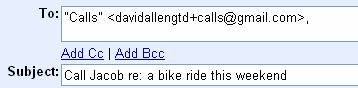 To: "Calls" <davidallengtd+calls@gmail.com>,
Add Cc | Add Bcc
Subject: Call Jacob re: a bike ride this weekend